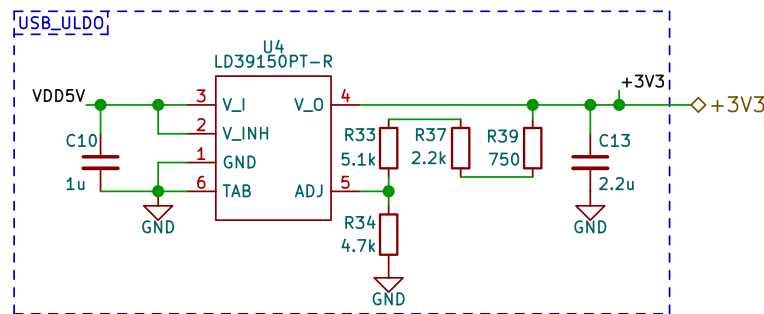 USB_ULDO
U4
LD39150PT-R
+3V3
VDD5V
3 V_I
V_O 4
+3V3
2 V_INH
C10
1u
1 GND
6 TAB
ADJ 5
R33
5.1k
R37
2.2k
R39
750
C13
2.2u
R34
4.7k
GND
GND
GND